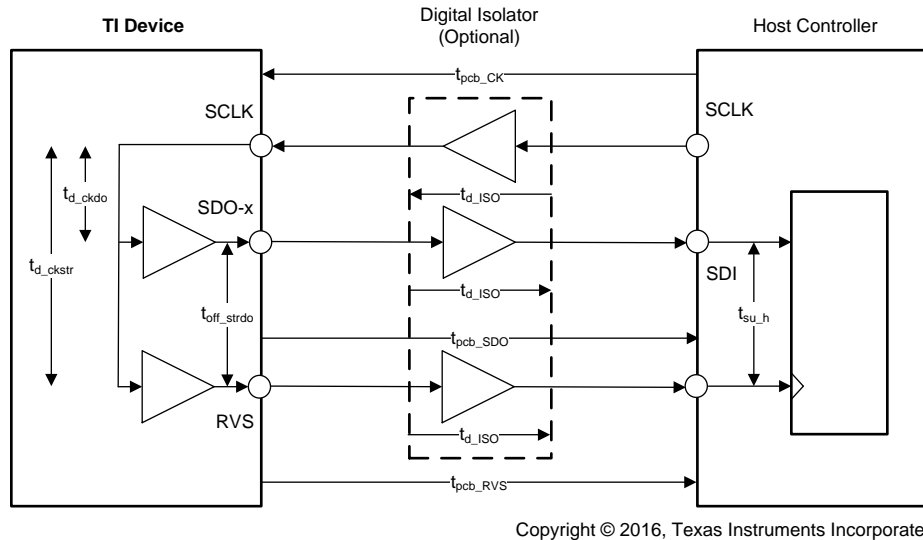 TI Device
Digital Isolator
(Optional)
Host Controller
tpcb_CK
SCLK
SCLK
td_ckdo
SDO-x
td_ISO
td_ckstr
SDI
toff_strdo
td_ISO
tsu_h
tpcb_SDO
RVS
td_ISO
tpcb_RVS
Copyright © 2016, Texas Instruments Incorporate